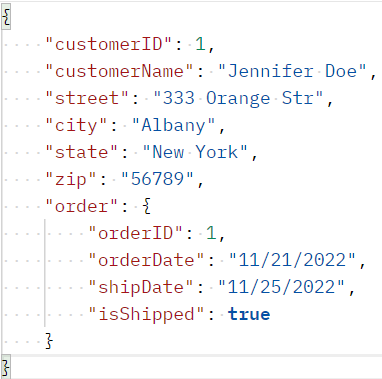 {
    "customerID": 1,
    "customerName": "Jennifer Doe",
    "street": "333 Orange Str",
    "city": "Albany",
    "state": "New York",
    "zip": "56789",
    "order": {
        "orderID": 1,
        "orderDate": "11/21/2022",
        "shipDate": "11/25/2022",
        "isShipped": true
    }
}